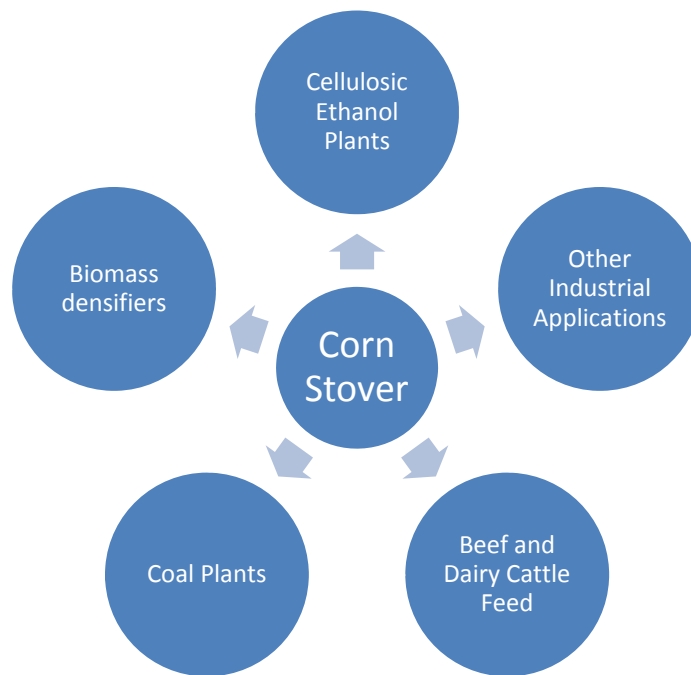 Cellulosic
Ethanol
Plants
Other
Industrial
Applications
Biomass
densifiers
Corn
Stover
Coal Plants
Beef and
Dairy Cattle
Feed